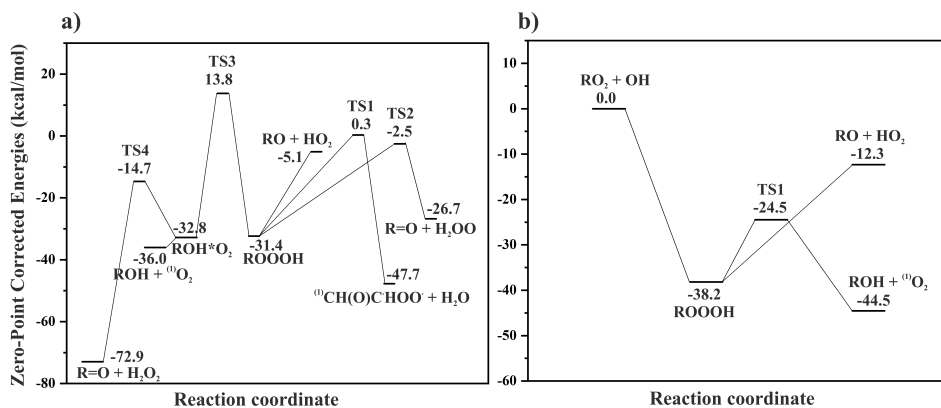 a)
Zero-Point Corrected Energies (kcal/mol)
20
0
-20
-40
-60
-80
TS4
-14.7
TS3
13.8
RO + HO₂
-5.1
TS1
0.3
TS2
-2.5
-32.8
ROH*O₂
-36.0
ROH + ⁽¹⁾O₂
-31.4
ROOOH
-26.7
R=O + H₂OO
-47.7
⁽¹⁾CH(O)C·HOO· + H₂O
-72.9
R=O + H₂O₂
Reaction coordinate
b)
10
0
-10
-20
-30
-40
-50
-60
RO₂ + OH
0.0
RO + HO₂
-12.3
TS1
-24.5
-38.2
ROOOH
ROH + ⁽¹⁾O₂
-44.5
Reaction coordinate